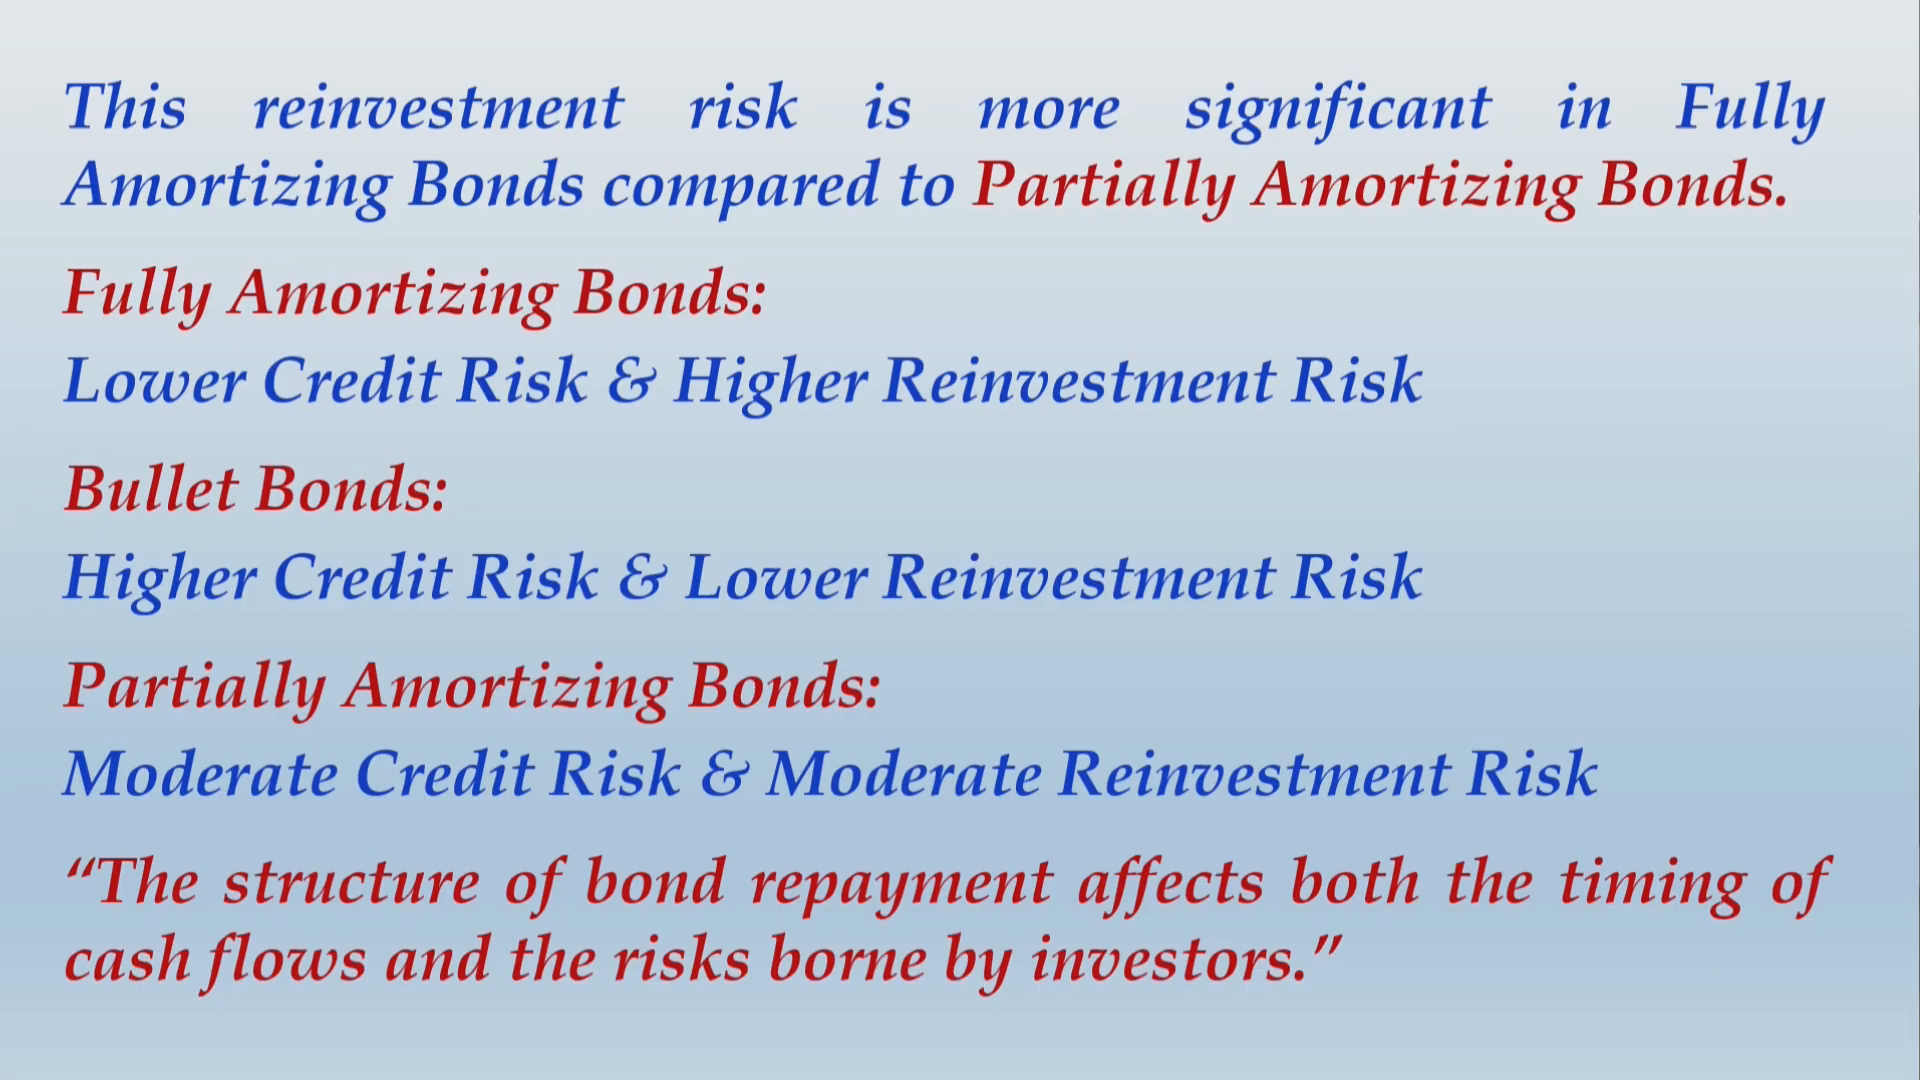 This reinvestment risk is more significant in Fully
Amortizing Bonds compared to Partially Amortizing Bonds.
Fully Amortizing Bonds:
Lower Credit Risk & Higher Reinvestment Risk
Bullet Bonds:
Higher Credit Risk & Lower Reinvestment Risk
Partially Amortizing Bonds:
Moderate Credit Risk & Moderate Reinvestment Risk
“The structure of bond repayment affects both the timing of
cash flows and the risks borne by investors.”